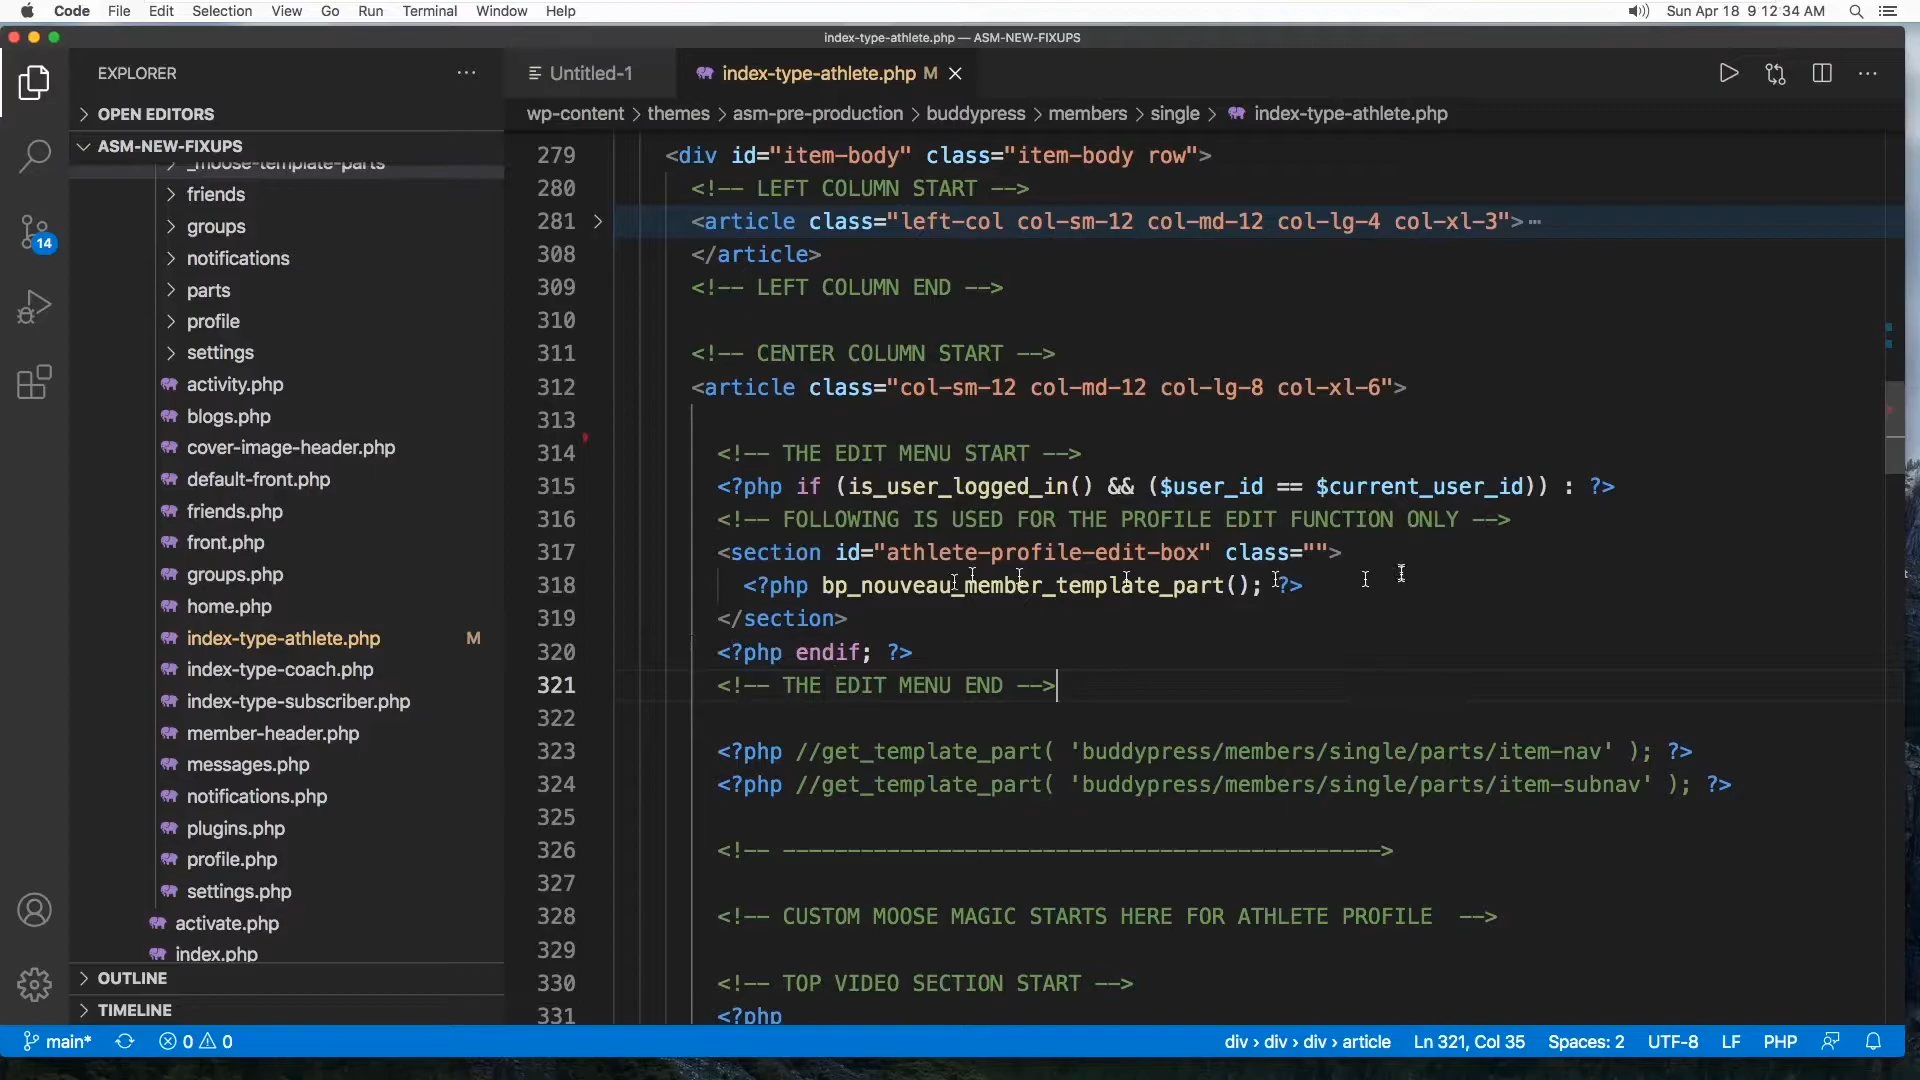 Code File Edit Selection View Go Run Terminal Window Help
Sun Apr 18 9 12 34 AM
index-type-athlete.php — ASM-NEW-FIXUPS
EXPLORER
Untitled-1
index-type-athlete.php M
OPEN EDITORS
wp-content > themes > asm-pre-production > buddypress > members > single > index-type-athlete.php
ASM-NEW-FIXUPS
_moose-template-parts
friends
groups
notifications
parts
profile
settings
activity.php
blogs.php
cover-image-header.php
default-front.php
friends.php
front.php
groups.php
home.php
index-type-athlete.php M
index-type-coach.php
index-type-subscriber.php
member-header.php
messages.php
notifications.php
plugins.php
profile.php
settings.php
activate.php
index.php
OUTLINE
TIMELINE
14
279 <div id="item-body" class="item-body row">
280 <!-- LEFT COLUMN START -->
281 <article class="left-col col-sm-12 col-md-12 col-lg-4 col-xl-3">⋯
308 </article>
309 <!-- LEFT COLUMN END -->
310
311 <!-- CENTER COLUMN START -->
312 <article class="col-sm-12 col-md-12 col-lg-8 col-xl-6">
313
314 <!-- THE EDIT MENU START -->
315 <?php if (is_user_logged_in() && ($user_id == $current_user_id)) : ?>
316 <!-- FOLLOWING IS USED FOR THE PROFILE EDIT FUNCTION ONLY -->
317 <section id="athlete-profile-edit-box" class="">
318 <?php bp_nouveau_member_template_part(); ?>
319 </section>
320 <?php endif; ?>
321 <!-- THE EDIT MENU END -->
322
323 <?php //get_template_part( 'buddypress/members/single/parts/item-nav' ); ?>
324 <?php //get_template_part( 'buddypress/members/single/parts/item-subnav' ); ?>
325
326 <!-- ---------------------------------------------->
327
328 <!-- CUSTOM MOOSE MAGIC STARTS HERE FOR ATHLETE PROFILE  -->
329
330 <!-- TOP VIDEO SECTION START -->
331 <?php
main* 0 0
div › div › div › article Ln 321, Col 35 Spaces: 2 UTF-8 LF PHP